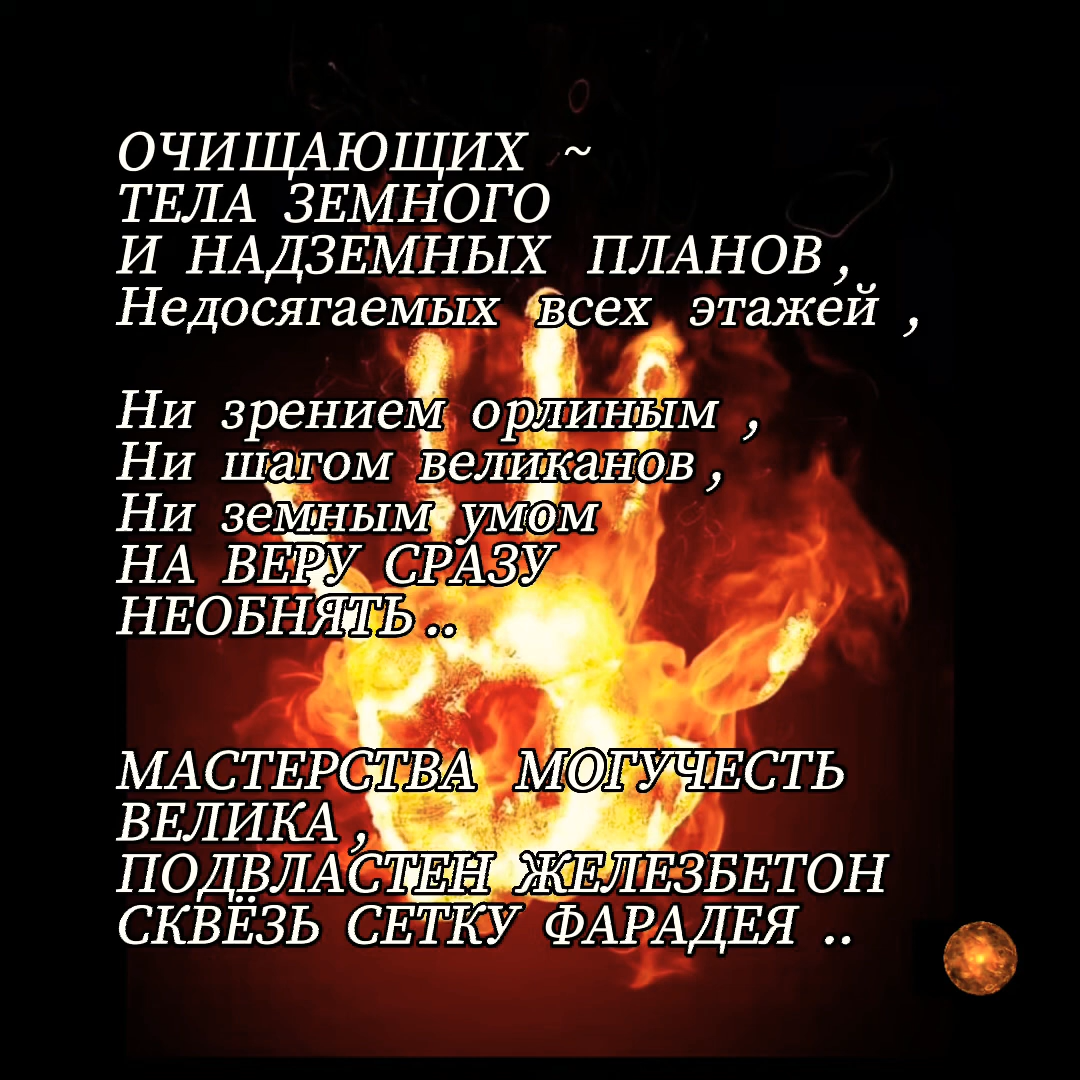 ОЧИЩАЮЩИХ ~
ТЕЛА ЗЕМНОГО
И НАДЗЕМНЫХ ПЛАНОВ ,
Недосягаемых всех этажей ,
Ни зрением орлиным ,
Ни шагом великанов ,
Ни земным умом
НА ВЕРУ СРАЗУ
НЕОБНЯТЬ ..
МАСТЕРСТВА МОГУЧЕСТЬ
ВЕЛИКА ,
ПОДВЛАСТЕН ЖЕЛЕЗБЕТОН
СКВЁЗЬ СЕТКУ ФАРАДЕЯ ..